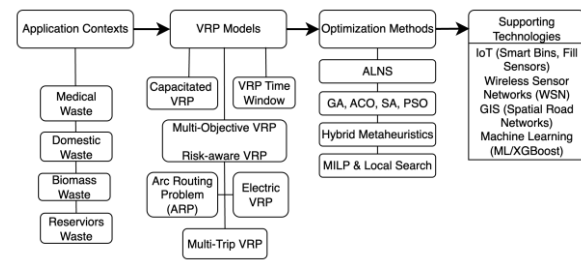 Application Contexts
VRP Models
Optimization Methods
Supporting
Technologies
IoT (Smart Bins, Fill
Sensors)
Wireless Sensor
Networks (WSN)
GIS (Spatial Road
Networks)
Machine Learning
(ML/XGBoost)
Medical
Waste
Domestic
Waste
Biomass
Waste
Reserviors
Waste
Capacitated
VRP
VRP Time
Window
Multi-Objective VRP
Risk-aware VRP
Arc Routing
Problem
(ARP)
Electric
VRP
Multi-Trip VRP
ALNS
GA, ACO, SA, PSO
Hybrid Metaheuristics
MILP & Local Search